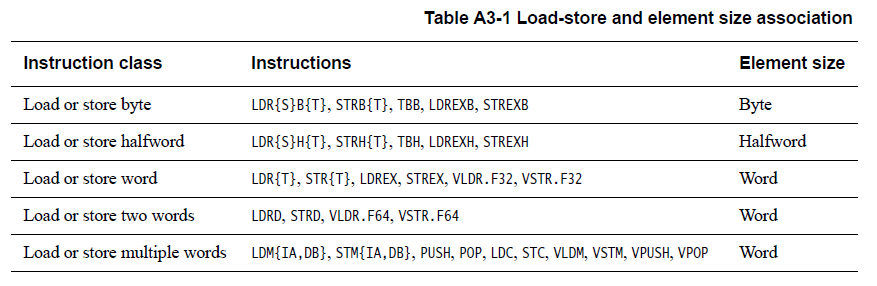 Table A3-1 Load-store and element size association
Instruction class Instructions Element size
Load or store byte LDR{S}B{T}, STRB{T}, TBB, LDREXB, STREXB Byte
Load or store halfword LDR{S}H{T}, STRH{T}, TBH, LDREXH, STREXH Halfword
Load or store word LDR{T}, STR{T}, LDREX, STREX, VLDR.F32, VSTR.F32 Word
Load or store two words LDRD, STRD, VLDR.F64, VSTR.F64 Word
Load or store multiple words LDM{IA,DB}, STM{IA,DB}, PUSH, POP, LDC, STC, VLDM, VSTM, VPUSH, VPOP Word